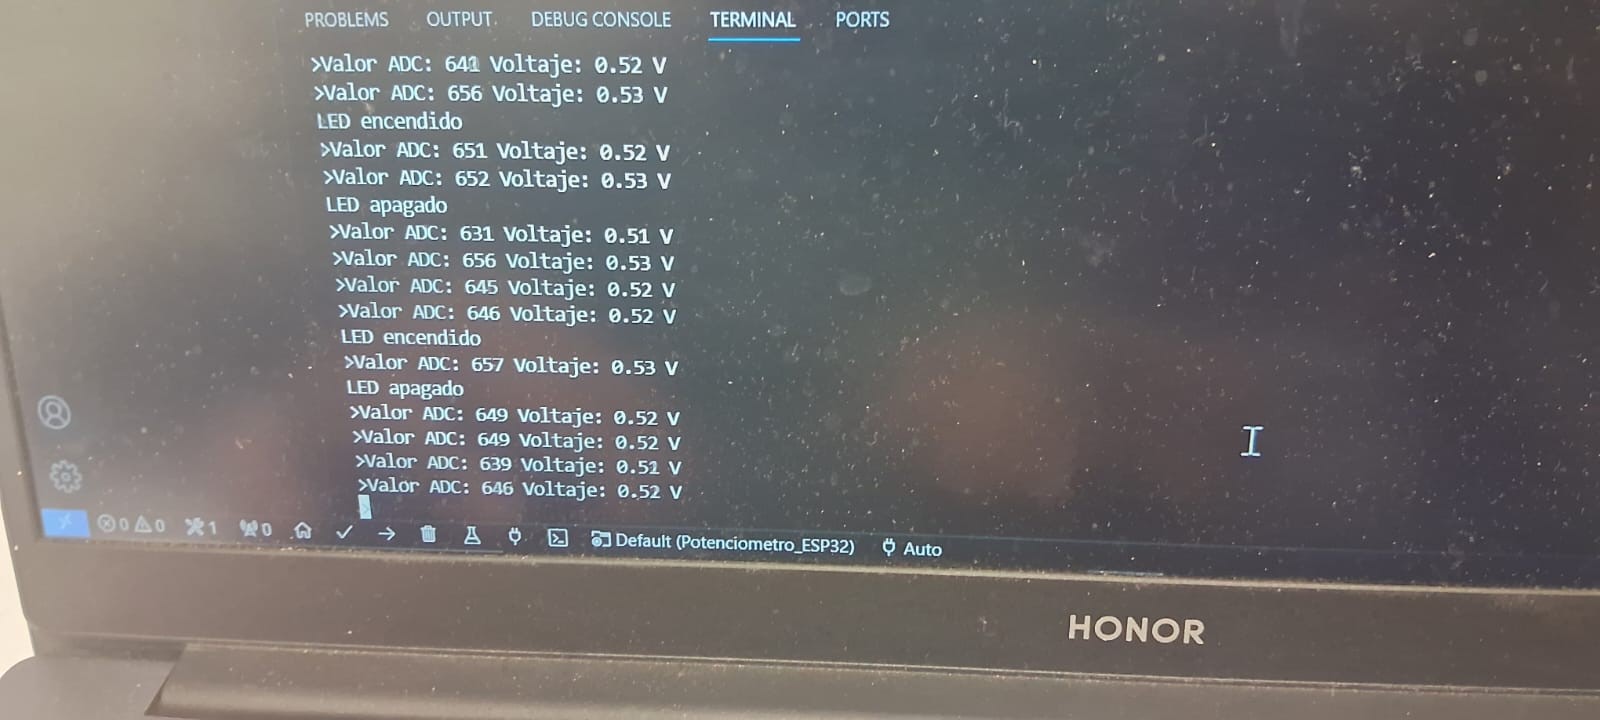 PROBLEMS OUTPUT DEBUG CONSOLE TERMINAL PORTS
>Valor ADC: 641 Voltaje: 0.52 V
>Valor ADC: 656 Voltaje: 0.53 V
LED encendido
>Valor ADC: 651 Voltaje: 0.52 V
>Valor ADC: 652 Voltaje: 0.53 V
LED apagado
>Valor ADC: 631 Voltaje: 0.51 V
>Valor ADC: 656 Voltaje: 0.53 V
>Valor ADC: 645 Voltaje: 0.52 V
>Valor ADC: 646 Voltaje: 0.52 V
LED encendido
>Valor ADC: 657 Voltaje: 0.53 V
LED apagado
>Valor ADC: 649 Voltaje: 0.52 V
>Valor ADC: 649 Voltaje: 0.52 V
>Valor ADC: 639 Voltaje: 0.51 V
>Valor ADC: 646 Voltaje: 0.52 V
0 0 1 0 Default (Potenciometro_ESP32) Auto
HONOR